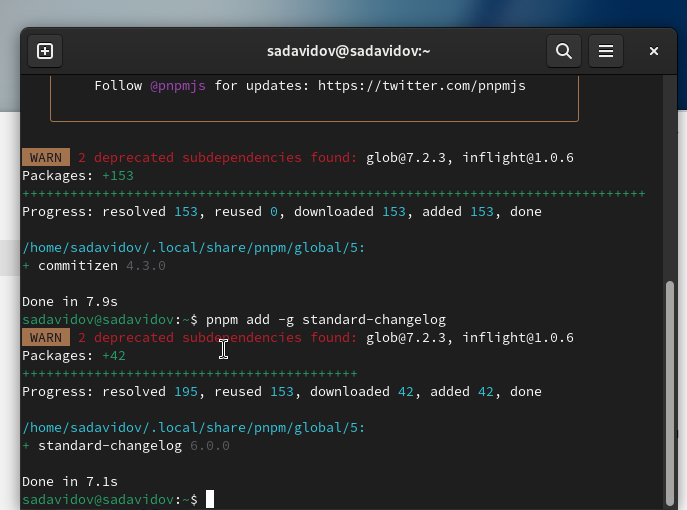 sadavidov@sadavidov:~
Follow @pnpmjs for updates: https://twitter.com/pnpmjs
WARN 2 deprecated subdependencies found: glob@7.2.3, inflight@1.0.6
Packages: +153
++++++++++++++++++++++++++++++++++++++++++++++++++++++++++++++++++++++++++++++
Progress: resolved 153, reused 0, downloaded 153, added 153, done
/home/sadavidov/.local/share/pnpm/global/5:
+ commitizen 4.3.0
Done in 7.9s
sadavidov@sadavidov:~$ pnpm add -g standard-changelog
WARN 2 deprecated subdependencies found: glob@7.2.3, inflight@1.0.6
Packages: +42
++++++++++++++++++++++++++++++++++++++++++
Progress: resolved 195, reused 153, downloaded 42, added 42, done
/home/sadavidov/.local/share/pnpm/global/5:
+ standard-changelog 6.0.0
Done in 7.1s
sadavidov@sadavidov:~$